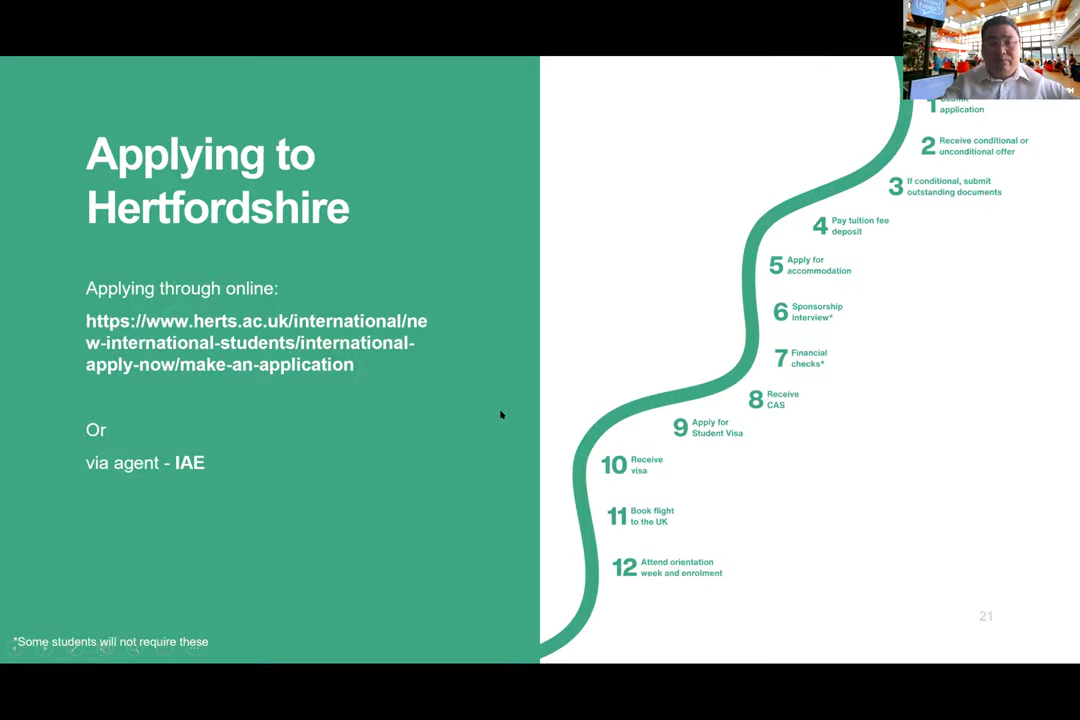 Applying to
Hertfordshire
Applying through online:
https://www.herts.ac.uk/international/ne
w-international-students/international-
apply-now/make-an-application
Or
via agent - IAE
*Some students will not require these
1
application
2 Receive conditional or
unconditional offer
3 If conditional, submit
outstanding documents
4 Pay tuition fee
deposit
5 Apply for
accommodation
6 Sponsorship
interview*
7 Financial
checks*
8 Receive
CAS
9 Apply for
Student Visa
10 Receive
visa
11 Book flight
to the UK
12 Attend orientation
week and enrolment
21